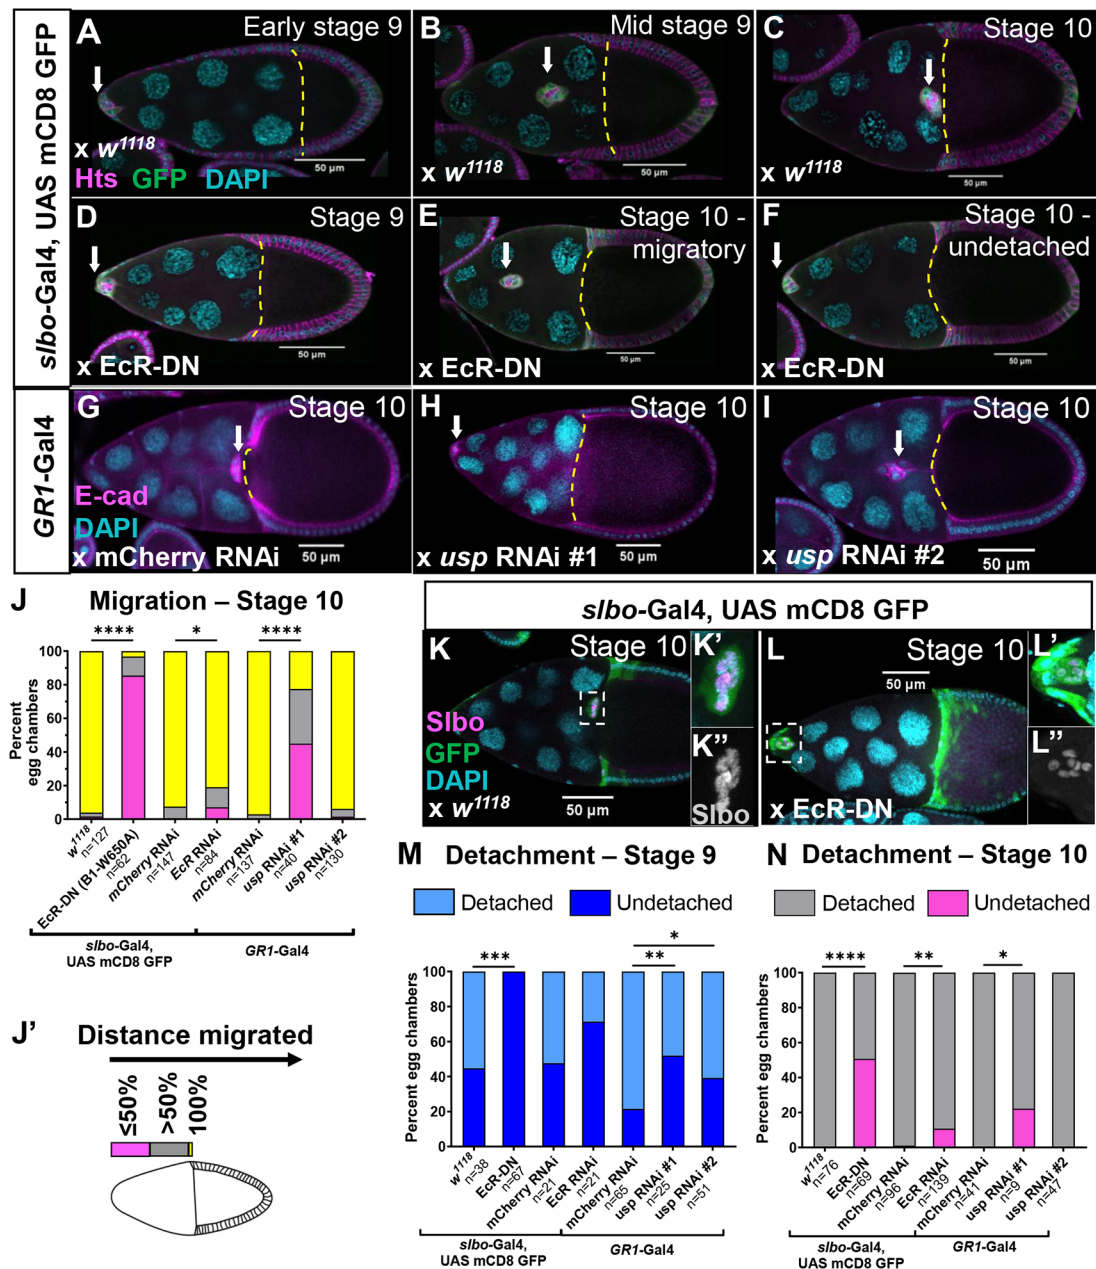 slbo-Gal4, UAS mCD8 GFP
A
Early stage 9
x w1118
Hts GFP DAPI
50 μm
B
Mid stage 9
x w1118
50 μm
C
Stage 10
x w1118
50 μm
D
Stage 9
x EcR-DN
50 μm
E
Stage 10 -
migratory
x EcR-DN
50 μm
F
Stage 10 -
undetached
x EcR-DN
50 μm
GR1-Gal4
G
Stage 10
E-cad
DAPI
x mCherry RNAi
50 μm
H
Stage 10
x usp RNAi #1
50 μm
I
Stage 10
x usp RNAi #2
50 μm
J
Migration – Stage 10
**** * ****
Percent
egg chambers
100
80
60
40
20
0
w1118
n=127
EcR-DN (B1-W650A)
n=62
mCherry RNAi
n=147
EcR RNAi
n=84
mCherry RNAi
n=137
usp RNAi #1
n=40
usp RNAi #2
n=130
slbo-Gal4,
UAS mCD8 GFP
GR1-Gal4
J’
Distance migrated
≤50%
>50%
100%
slbo-Gal4, UAS mCD8 GFP
K
Stage 10
Slbo
GFP
DAPI
x w1118
50 μm
K’
K”
Slbo
L
Stage 10
50 μm
x EcR-DN
L’
L”
M
Detachment – Stage 9
Detached
Undetached
*** ** *
Percent egg chambers
100
80
60
40
20
0
w1118
n=38
EcR-DN
n=67
mCherry RNAi
n=21
EcR RNAi
n=21
mCherry RNAi
n=65
usp RNAi #1
n=25
usp RNAi #2
n=51
slbo-Gal4,
UAS mCD8 GFP
GR1-Gal4
N
Detachment – Stage 10
Detached
Undetached
**** ** *
Percent egg chambers
100
80
60
40
20
0
w1118
n=76
EcR-DN
n=69
mCherry RNAi
n=96
EcR RNAi
n=139
mCherry RNAi
n=41
usp RNAi #1
n=9
usp RNAi #2
n=47
slbo-Gal4,
UAS mCD8 GFP
GR1-Gal4